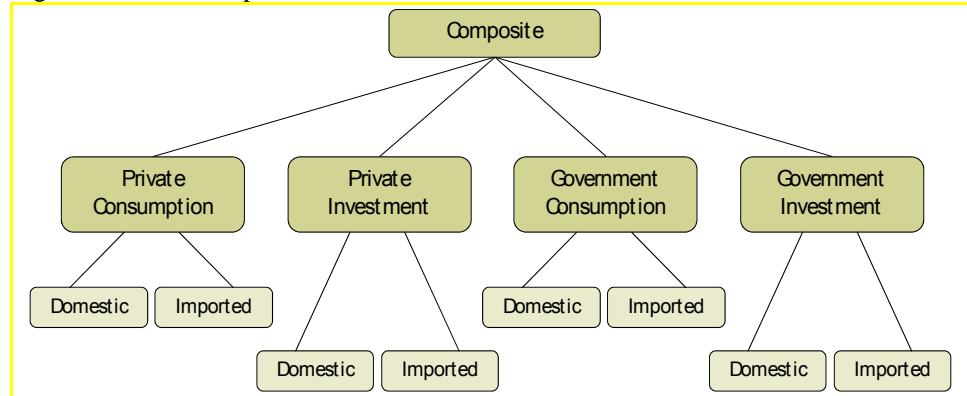 Composite
Private
Consumption
Private
Investment
Government
Consumption
Government
Investment
Domestic
Imported
Domestic
Imported
Domestic
Imported
Domestic
Imported